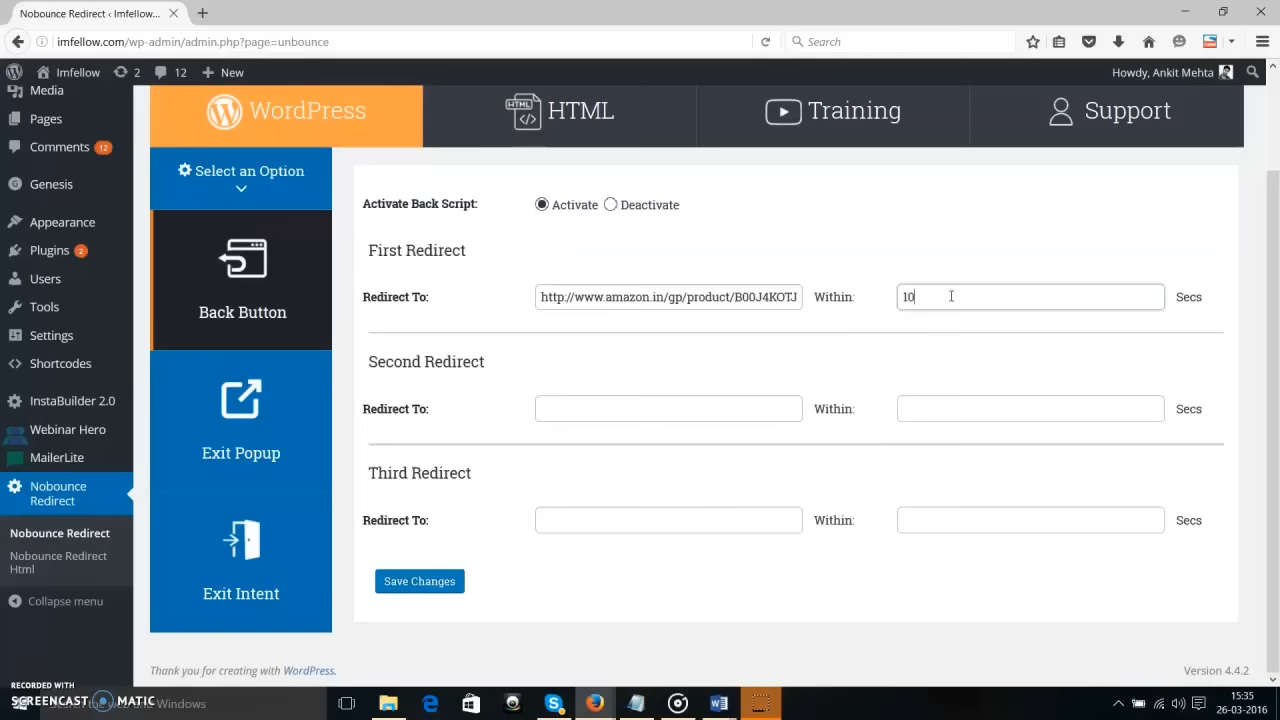 Nobounce Redirect ‹ Imfellow...
imfellow.com/wp-admin/admin.php?page=unbounce
Search
Imfellow
2
12
New
Howdy, Ankit Mehta
Media
Pages
Comments 12
Genesis
Appearance
Plugins 2
Users
Tools
Settings
Shortcodes
InstaBuilder 2.0
Webinar Hero
MailerLite
Nobounce
Redirect
Nobounce Redirect
Nobounce Redirect
Html
Collapse menu
WordPress
HTML
HTML
Training
Support
Select an Option
Back Button
Exit Popup
Exit Intent
Activate Back Script:
Activate
Deactivate
First Redirect
Redirect To:
http://www.amazon.in/gp/product/B00J4KOTJ
Within:
10
Secs
Second Redirect
Redirect To:
Within:
Secs
Third Redirect
Redirect To:
Within:
Secs
Save Changes
Thank you for creating with WordPress.
Version 4.4.2
RECORDED WITH
SCREENCAST MATIC
and Windows
15:35
26-03-2016